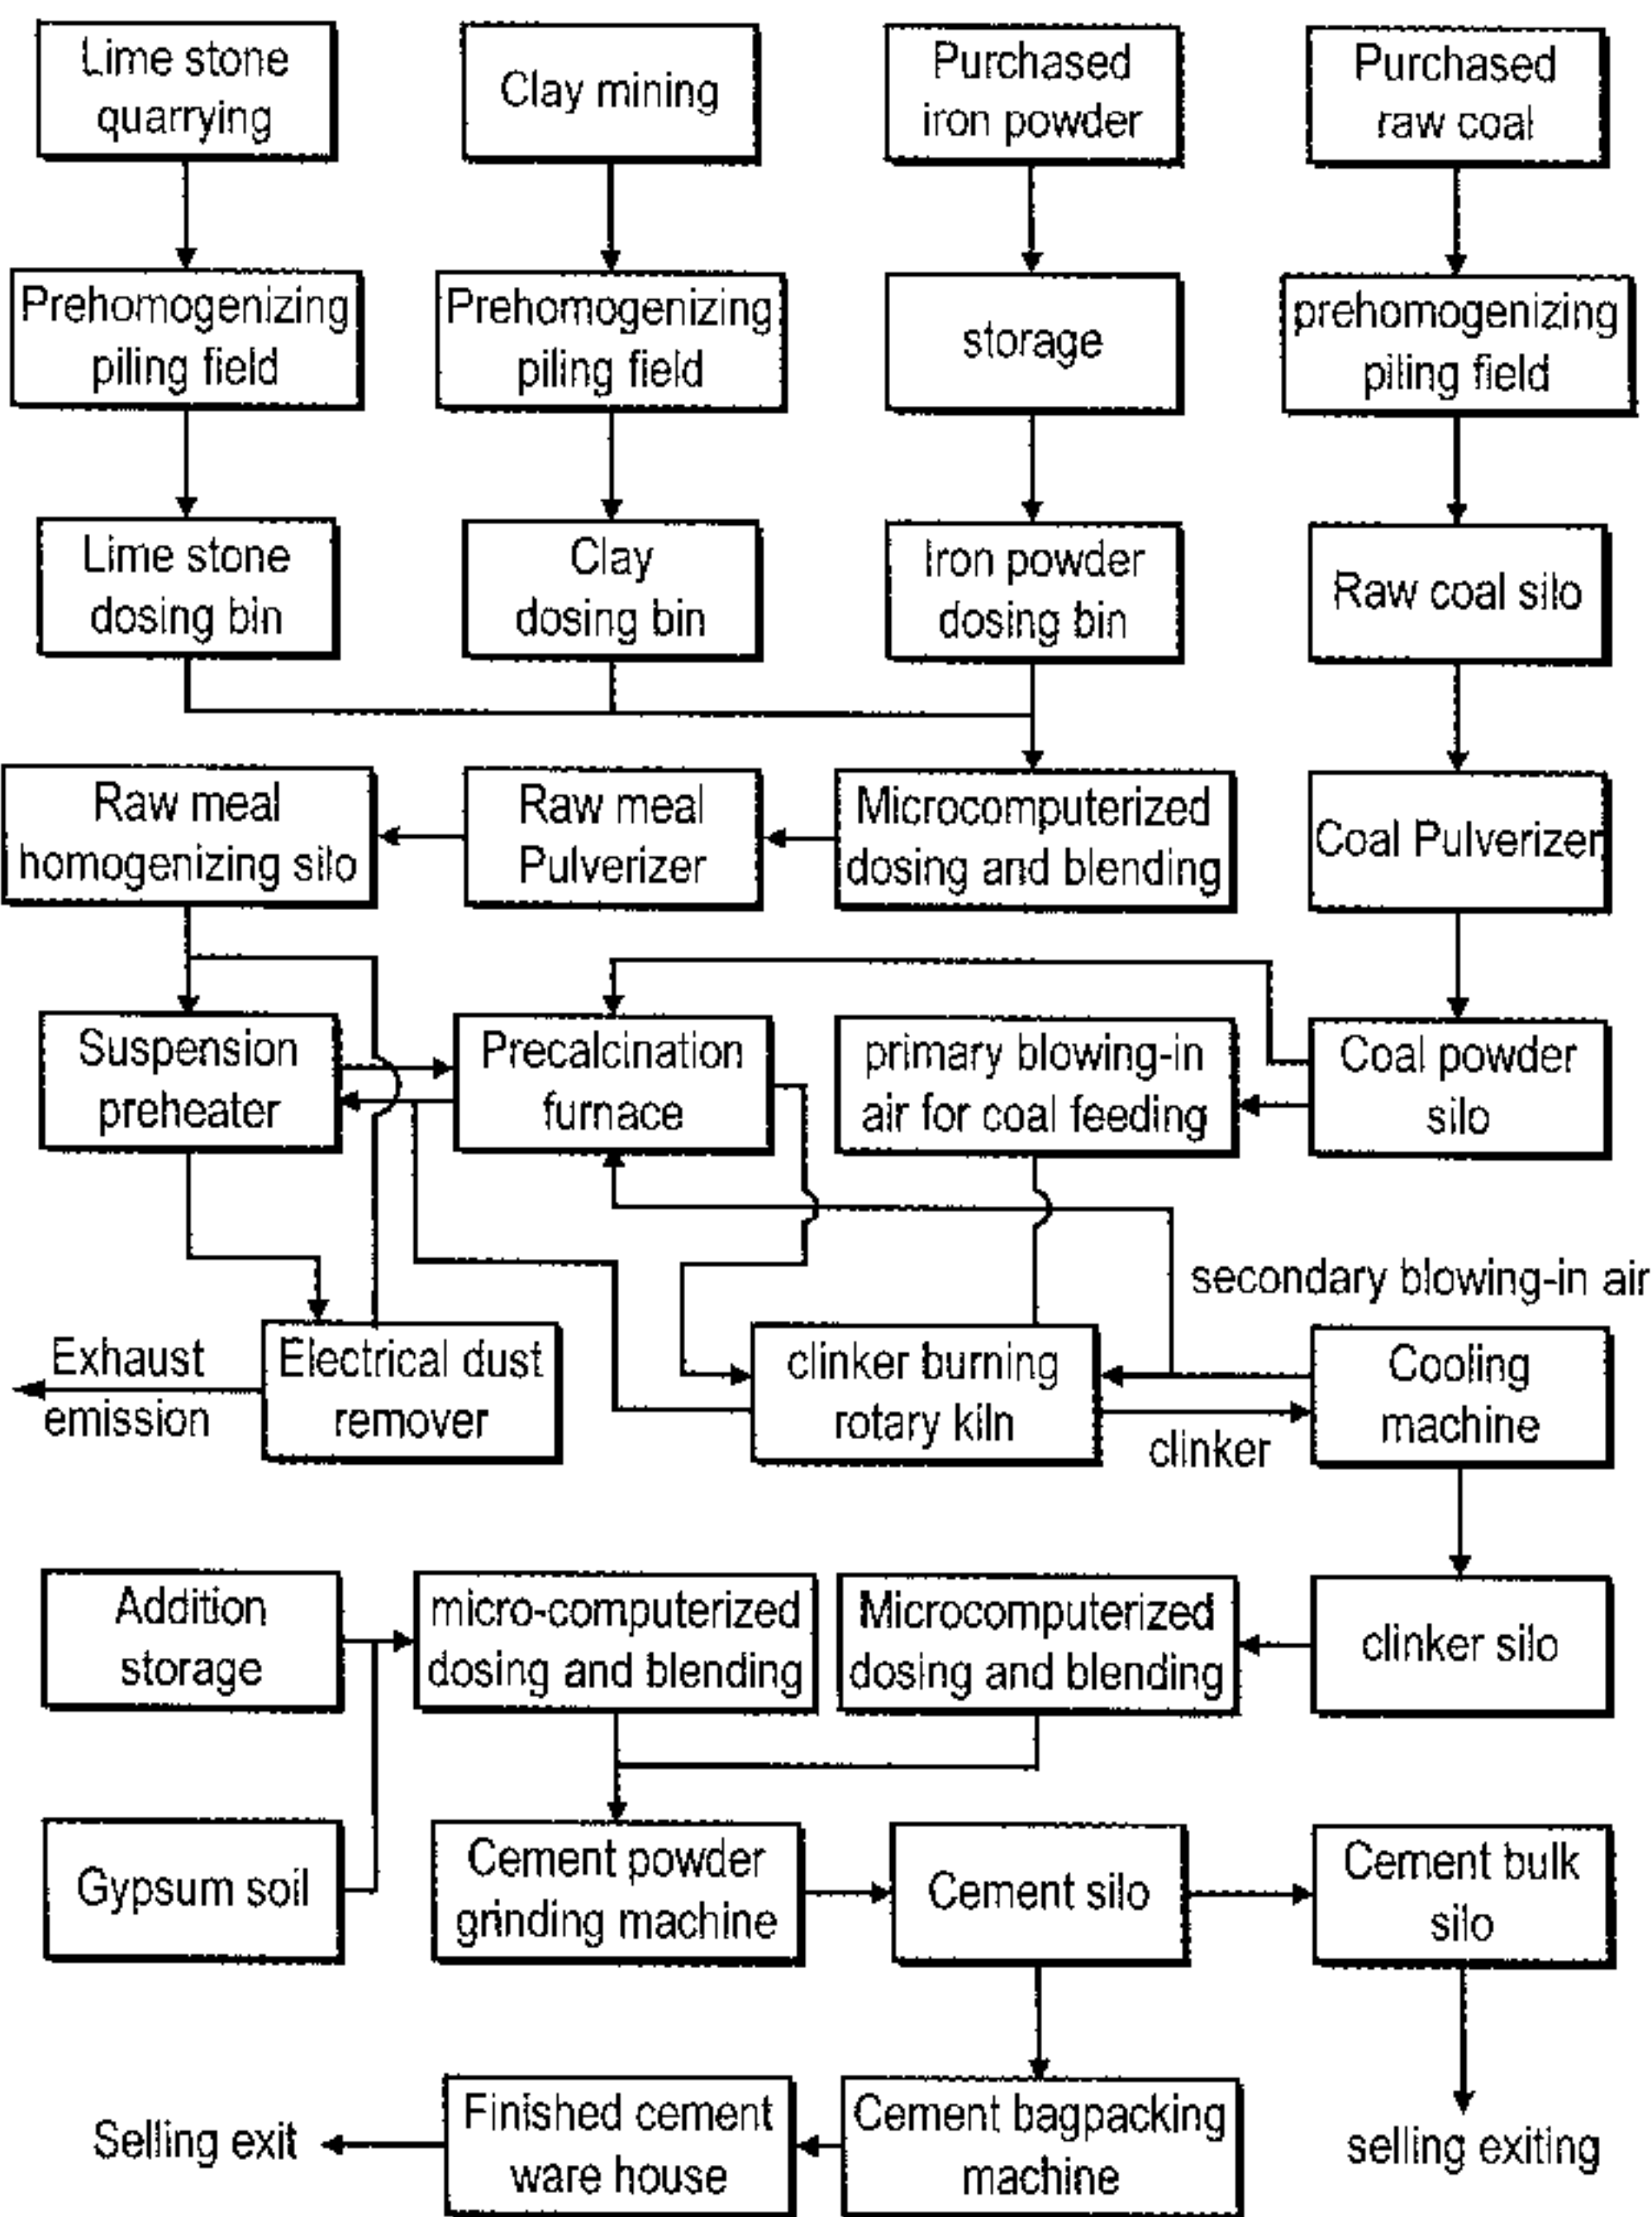 Lime stone
quarrying
Clay mining
Purchased
iron powder
Purchased
raw coal
Prehomogenizing
piling field
Prehomogenizing
piling field
storage
prehomogenizing
piling field
Lime stone
dosing bin
Clay
dosing bin
Iron powder
dosing bin
Raw coal silo
Raw meal
homogenizing silo
Raw meal
Pulverizer
Microcomputerized
dosing and blending
Coal Pulverizer
Suspension
preheater
Precalcination
furnace
primary blowing-in
air for coal feeding
Coal powder
silo
secondary blowing-in air
Exhaust
emission
Electrical dust
remover
clinker burning
rotary kiln
clinker
Cooling
machine
Addition
storage
micro-computerized
dosing and blending
Microcomputerized
dosing and blending
clinker silo
Gypsum soil
Cement powder
grinding machine
Cement silo
Cement bulk
silo
Selling exit
Finished cement
ware house
Cement bagpacking
machine
selling exiting